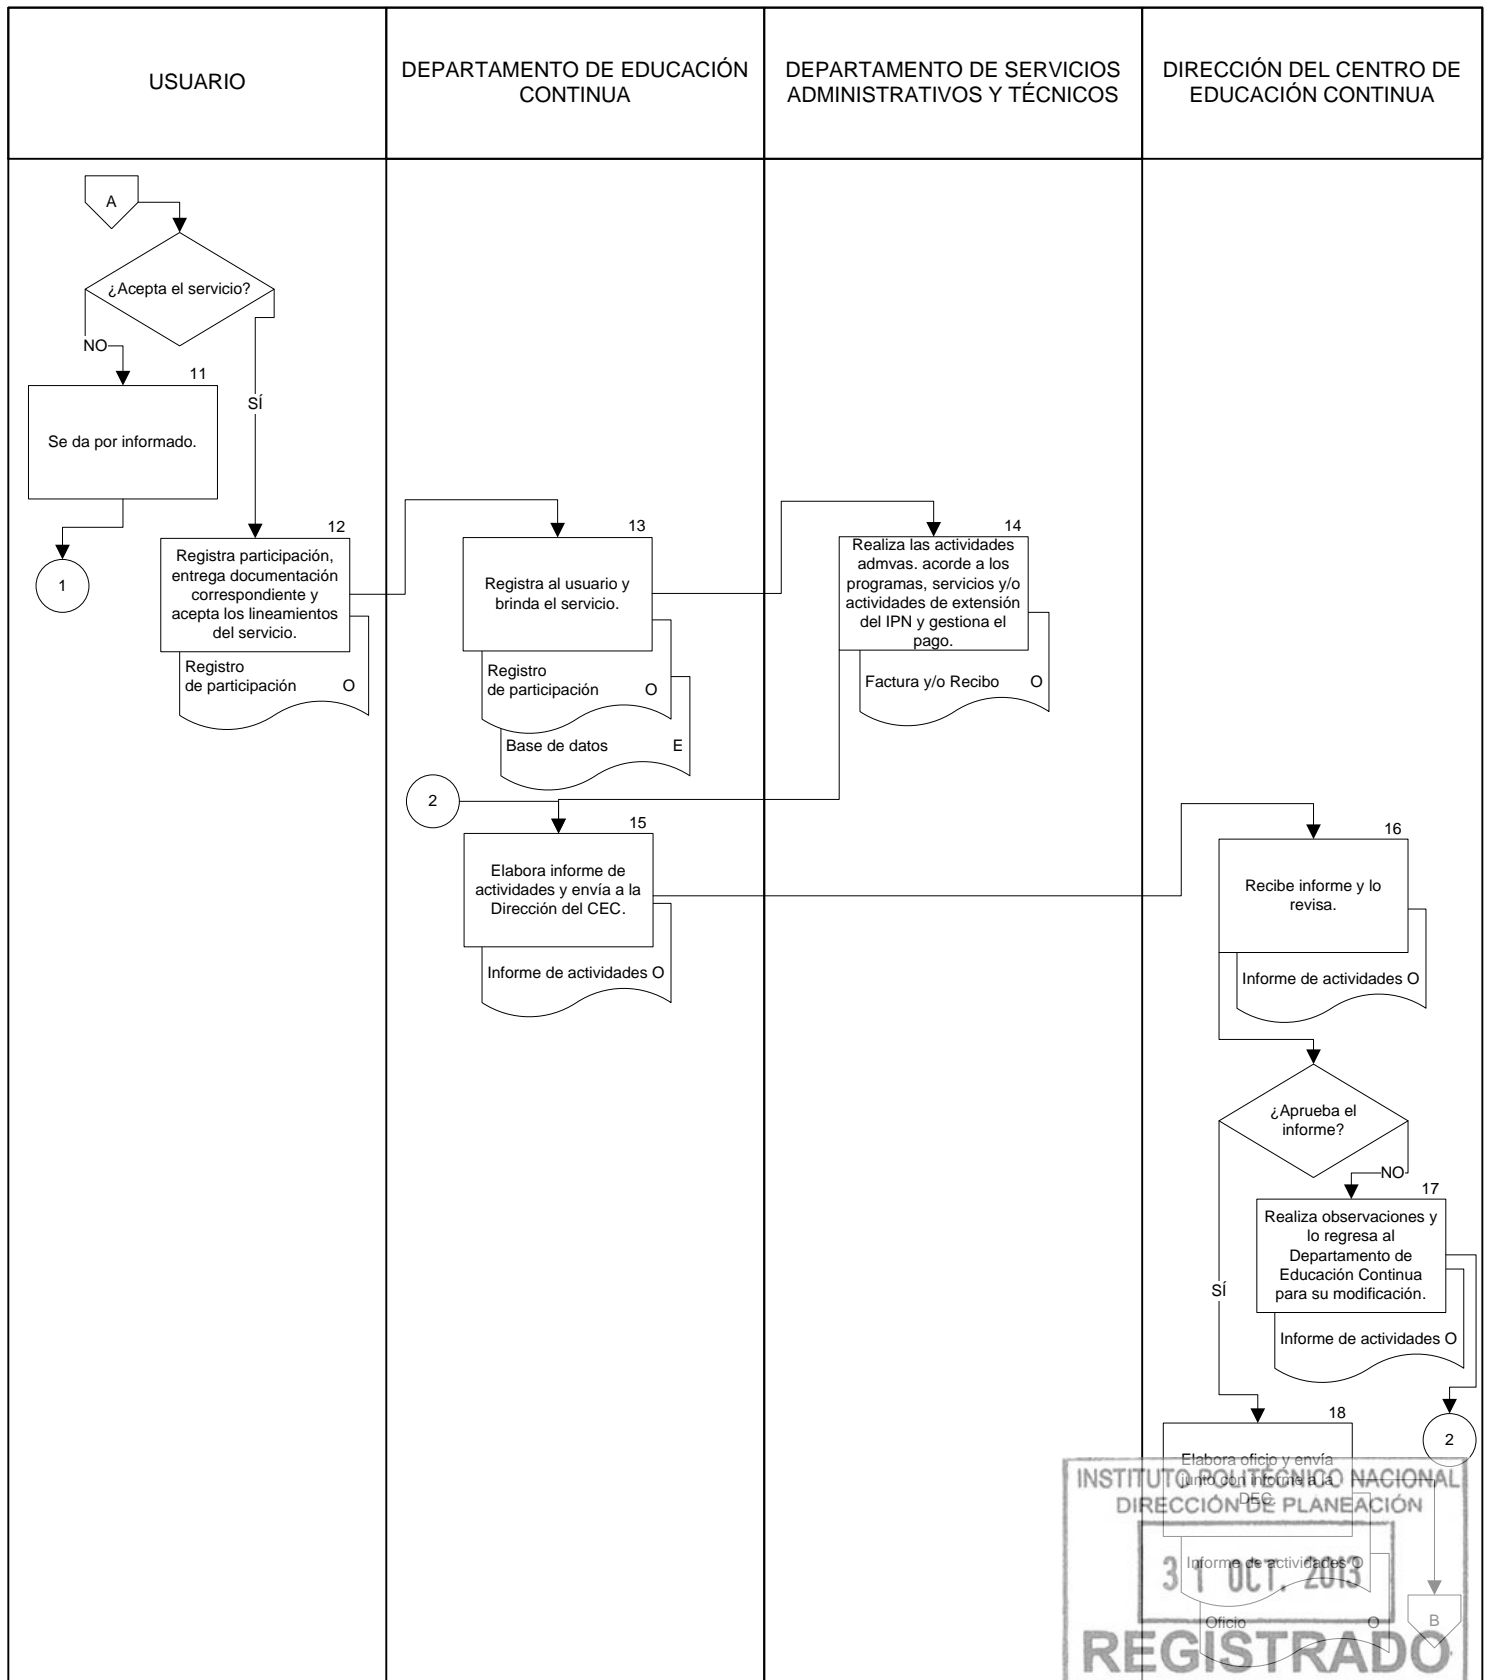 USUARIO
DEPARTAMENTO DE EDUCACIÓN
CONTINUA
DEPARTAMENTO DE SERVICIOS
ADMINISTRATIVOS Y TÉCNICOS
DIRECCIÓN DEL CENTRO DE
EDUCACIÓN CONTINUA
A
¿Acepta el servicio?
NO
11
Se da por informado.
SÍ
1
12
Registra participación,
entrega documentación
correspondiente y
acepta los lineamientos
del servicio.
Registro
de participación O
13
Registra al usuario y
brinda el servicio.
Registro
de participación O
Base de datos E
14
Realiza las actividades
admvas. acorde a los
programas, servicios y/o
actividades de extensión
del IPN y gestiona el
pago.
Factura y/o Recibo O
2
15
Elabora informe de
actividades y envía a la
Dirección del CEC.
Informe de actividades O
16
Recibe informe y lo
revisa.
Informe de actividades O
¿Aprueba el
informe?
NO
17
Realiza observaciones y
lo regresa al
Departamento de
Educación Continua
para su modificación.
SÍ
Informe de actividades O
2
18
Elabora oficio y envía
junto con informe a la
DEC.
Informe de actividades O
Oficio O
B
INSTITUTO POLITÉCNICO NACIONAL
DIRECCIÓN DE PLANEACIÓN
31 OCT. 2013
REGISTRADO